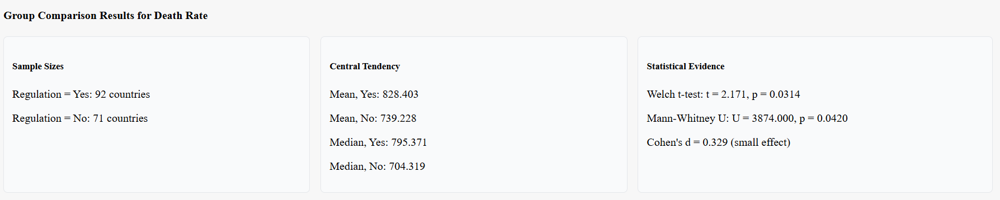 Group Comparison Results for Death Rate
Sample Sizes
Regulation = Yes: 92 countries
Regulation = No: 71 countries
Central Tendency
Mean, Yes: 828.403
Mean, No: 739.228
Median, Yes: 795.371
Median, No: 704.319
Statistical Evidence
Welch t-test: t = 2.171, p = 0.0314
Mann-Whitney U: U = 3874.000, p = 0.0420
Cohen's d = 0.329 (small effect)